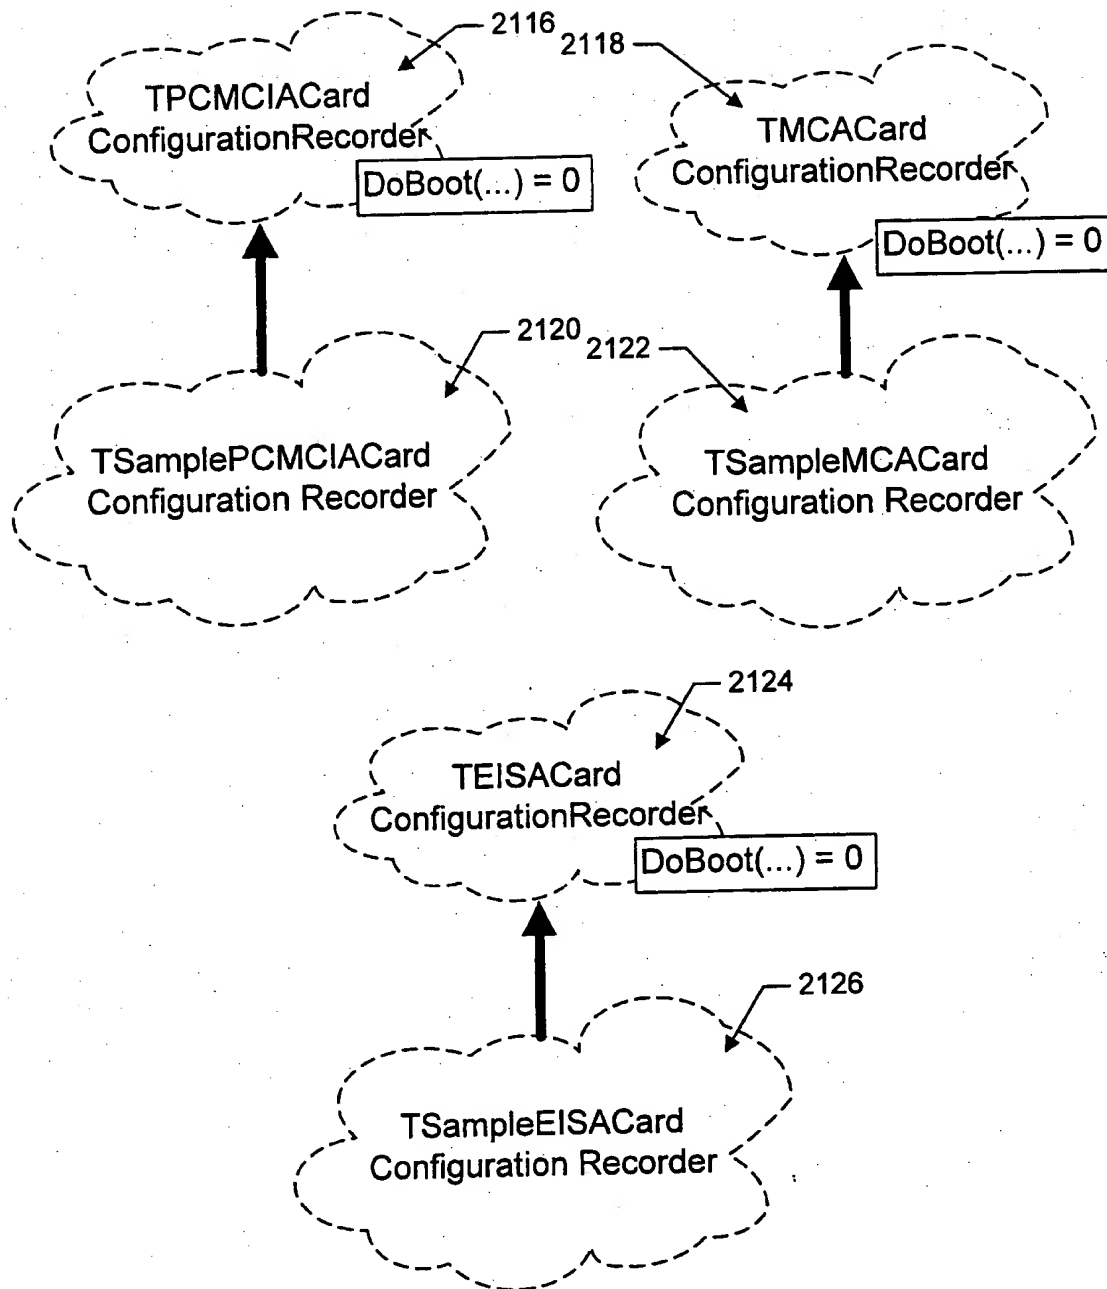 2116
2118
TPCMCIACard
ConfigurationRecorder
DoBoot(...) = 0
TMCACard
ConfigurationRecorder
DoBoot(...) = 0
2120
2122
TSamplePCMCIACard
Configuration Recorder
TSampleMCACard
Configuration Recorder
2124
TEISACard
ConfigurationRecorder
DoBoot(...) = 0
2126
TSampleEISACard
Configuration Recorder